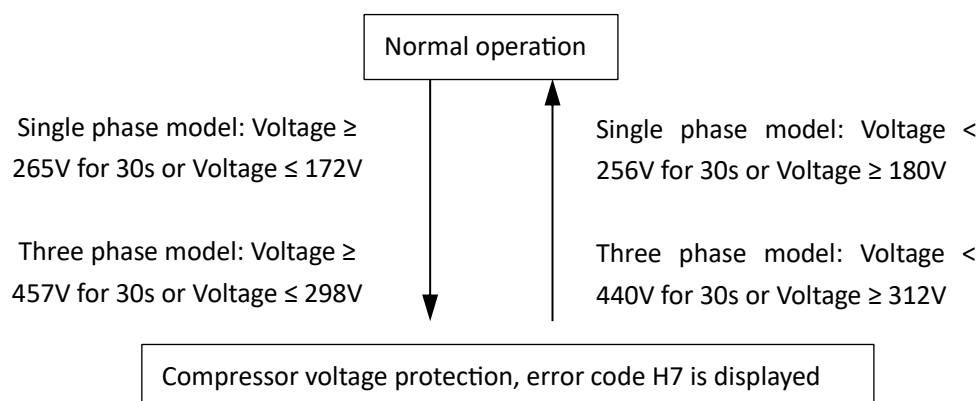 Normal operation
Single phase model: Voltage ≥
265V for 30s or Voltage ≤ 172V
Three phase model: Voltage ≥
457V for 30s or Voltage ≤ 298V
Single phase model: Voltage <
256V for 30s or Voltage ≥ 180V
Three phase model: Voltage <
440V for 30s or Voltage ≥ 312V
Compressor voltage protection, error code H7 is displayed